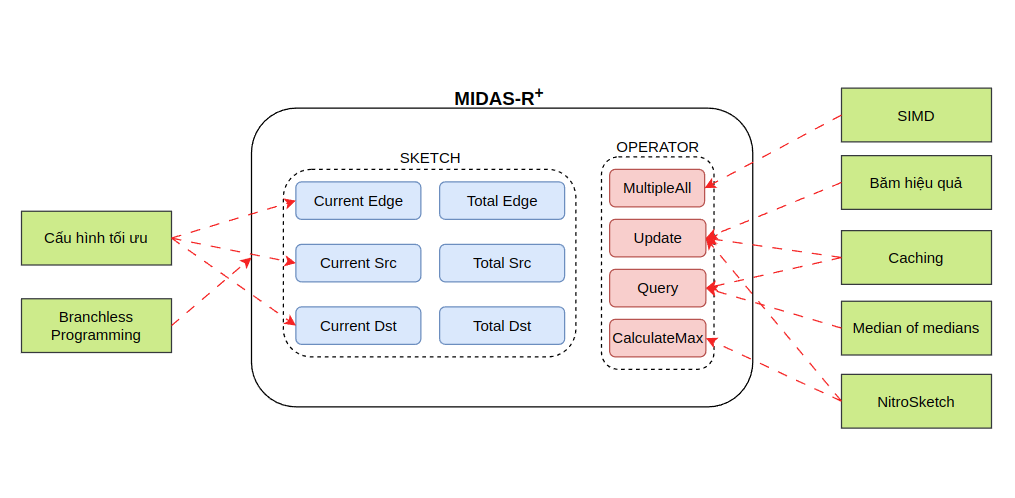 MIDAS-R+
SKETCH
Current Edge
Total Edge
Current Src
Total Src
Current Dst
Total Dst
OPERATOR
MultipleAll
Update
Query
CalculateMax
Cấu hình tối ưu
Branchless
Programming
SIMD
Băm hiệu quả
Caching
Median of medians
NitroSketch